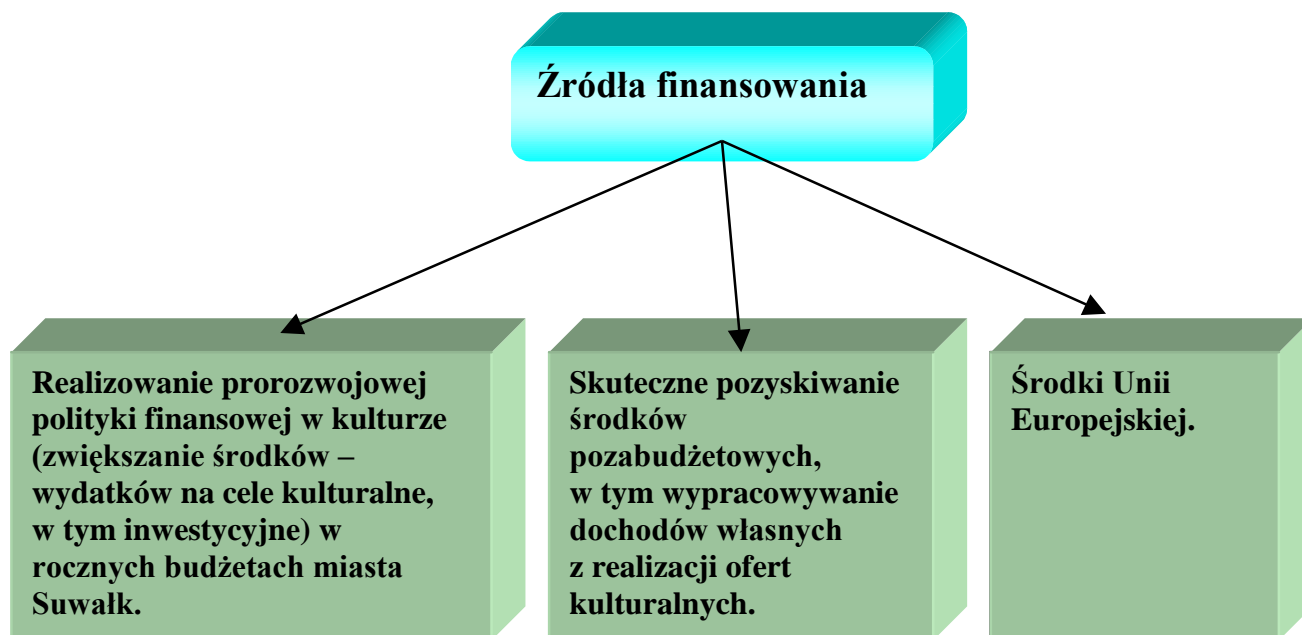 Źródła finansowania
Realizowanie prorozwojowej
polityki finansowej w kulturze
(zwiększanie środków –
wydatków na cele kulturalne,
w tym inwestycyjne) w
rocznych budżetach miasta
Suwałk.
Skuteczne pozyskiwanie
środków
pozabudżetowych,
w tym wypracowywanie
dochodów własnych
z realizacji ofert
kulturalnych.
Środki Unii
Europejskiej.